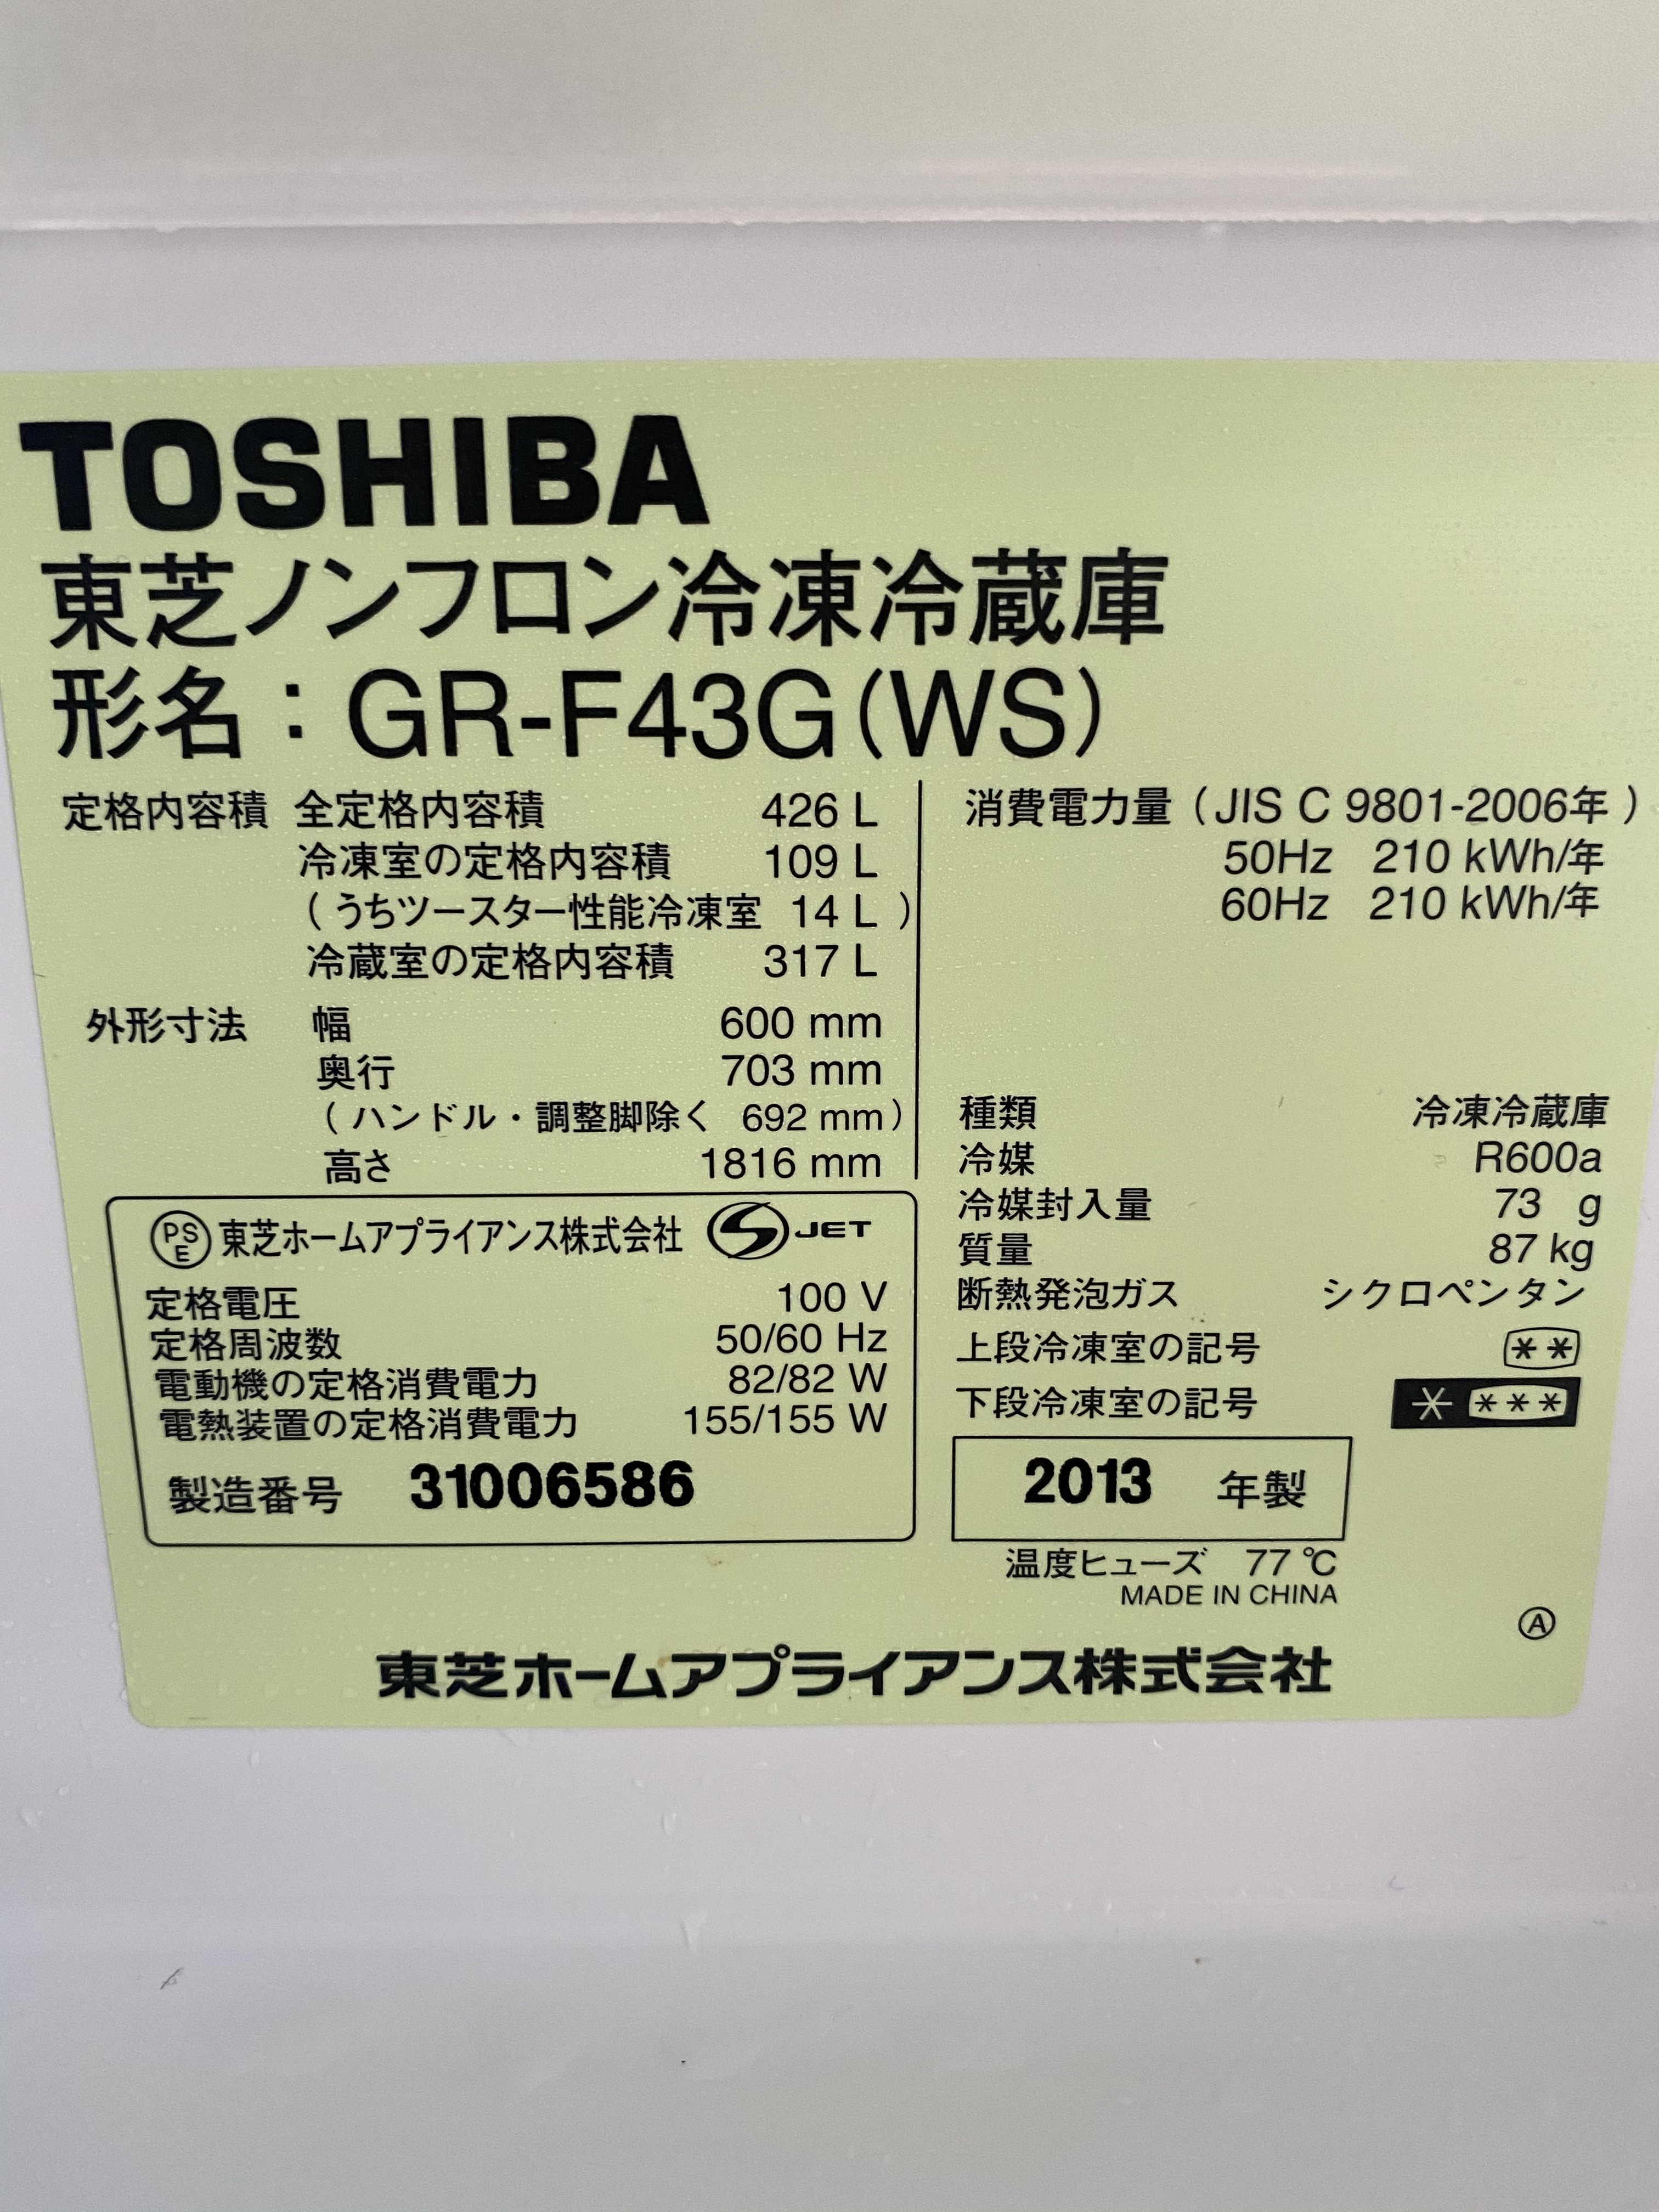 TOSHIBA
東芝ノンフロン冷凍冷蔵庫
形名：GR-F43G(WS)
定格内容積 全定格内容積 426 L
冷凍室の定格内容積 109 L
（うちツースター性能冷凍室 14 L ）
冷蔵室の定格内容積 317 L
外形寸法 幅 600 mm
奥行 703 mm
（ハンドル・調整脚除く 692 mm）
高さ 1816 mm
PSE 東芝ホームアプライアンス株式会社 S JET
定格電圧 100 V
定格周波数 50/60 Hz
電動機の定格消費電力 82/82 W
電熱装置の定格消費電力 155/155 W
製造番号 31006586
消費電力量（JIS C 9801-2006年）
50Hz 210 kWh/年
60Hz 210 kWh/年
種類 冷凍冷蔵庫
冷媒 R600a
冷媒封入量 73 g
質量 87 kg
断熱発泡ガス シクロペンタン
上段冷凍室の記号 **
下段冷凍室の記号 * ***
2013 年製
温度ヒューズ 77 ℃
MADE IN CHINA
Ⓐ
東芝ホームアプライアンス株式会社